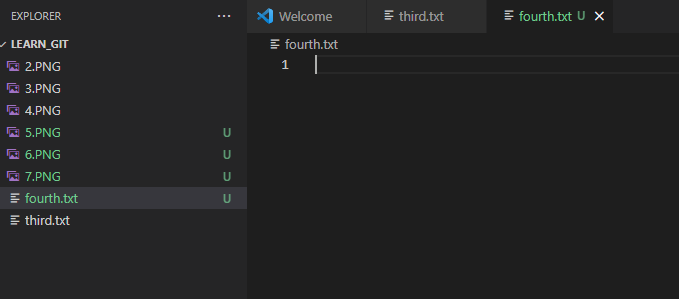 EXPLORER ...
LEARN_GIT
2.PNG
3.PNG
4.PNG
5.PNG U
6.PNG U
7.PNG U
fourth.txt U
third.txt
Welcome third.txt fourth.txt U
fourth.txt
1